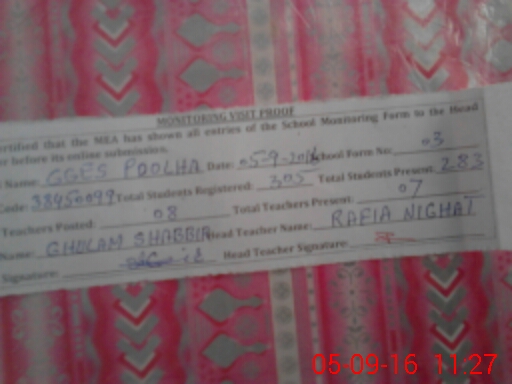 MONITORING VISIT PROOF
ertified that the MEA has shown all entries of the School Monitoring Form to the Head
before its online submission.
Name: GGES POOLHA Date: 05-9-2016 School Form No: 03
Code: 38450099 Total Students Registered: 305 Total Students Present: 283
Teachers Posted: 08 Total Teachers Present: 07
Name: GHULAM SHABBIR Head Teacher Name: RAFIA NIGHAT
Signature: Head Teacher Signature:
05-09-16 11:27